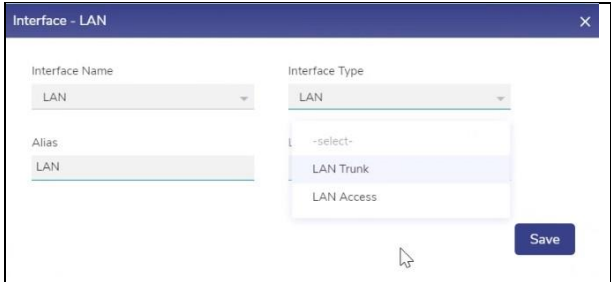 Interface - LAN
Interface Name
Interface Type
LAN
LAN
Alias
-select-
LAN
LAN Trunk
LAN Access
Save